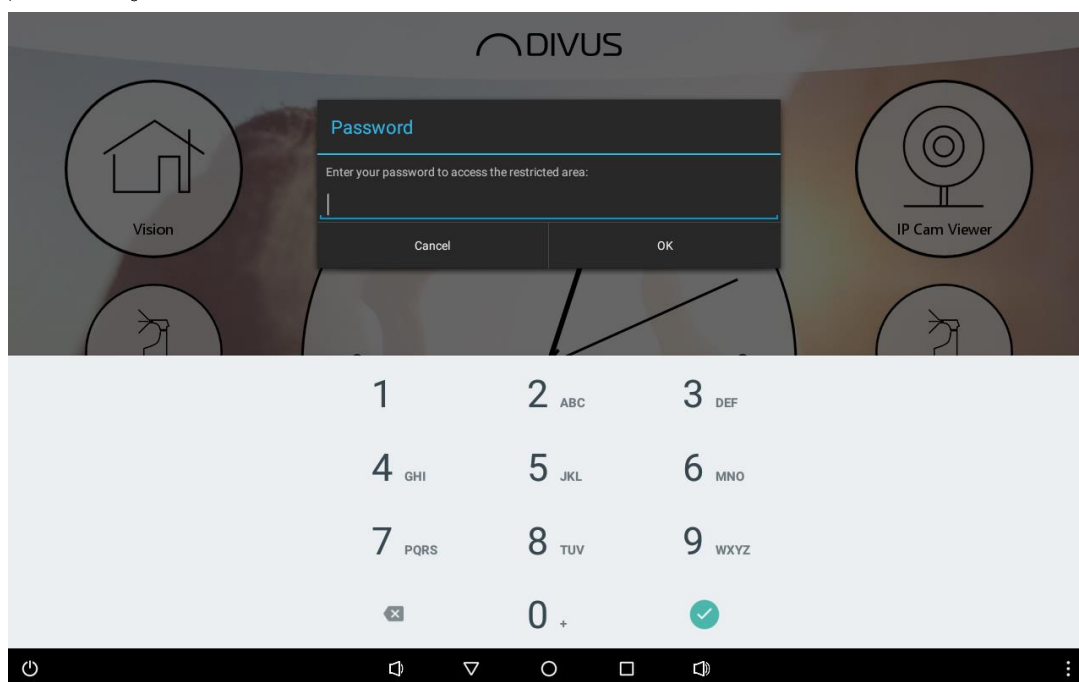 DIVUS
Password
Enter your password to access the restricted area:
Vision
IP Cam Viewer
Cancel OK
1 2 ABC 3 DEF
4 GHI 5 JKL 6 MNO
7 PQRS 8 TUV 9 WXYZ
0 +